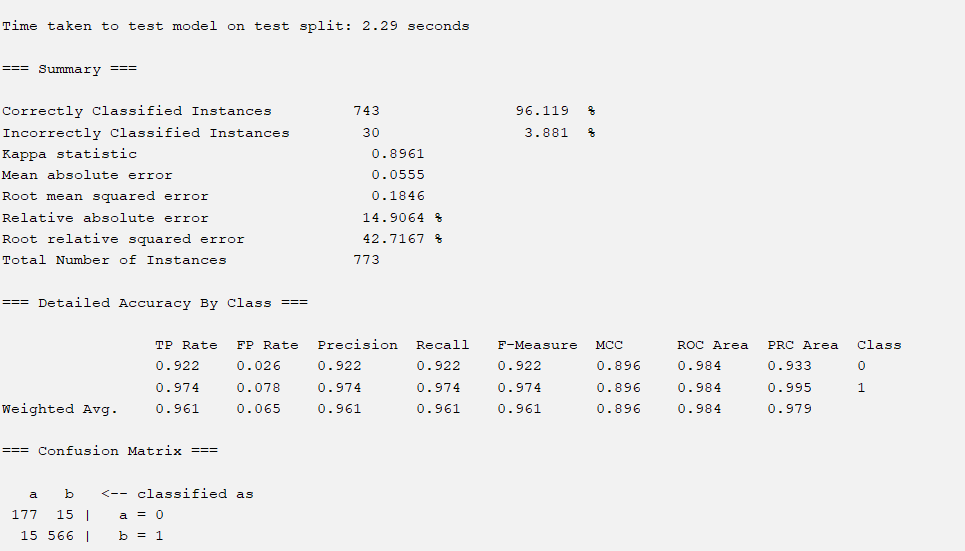 Time taken to test model on test split: 2.29 seconds
=== Summary ===
Correctly Classified Instances         743               96.119  %
Incorrectly Classified Instances        30                3.881  %
Kappa statistic                          0.8961
Mean absolute error                      0.0555
Root mean squared error                  0.1846
Relative absolute error                 14.9064 %
Root relative squared error             42.7167 %
Total Number of Instances              773
=== Detailed Accuracy By Class ===
                 TP Rate  FP Rate  Precision  Recall   F-Measure  MCC      ROC Area  PRC Area  Class
                 0.922    0.026    0.922      0.922    0.922      0.896    0.984     0.933     0
                 0.974    0.078    0.974      0.974    0.974      0.896    0.984     0.995     1
Weighted Avg.    0.961    0.065    0.961      0.961    0.961      0.896    0.984     0.979
=== Confusion Matrix ===
   a   b   <-- classified as
 177  15 |   a = 0
  15 566 |   b = 1